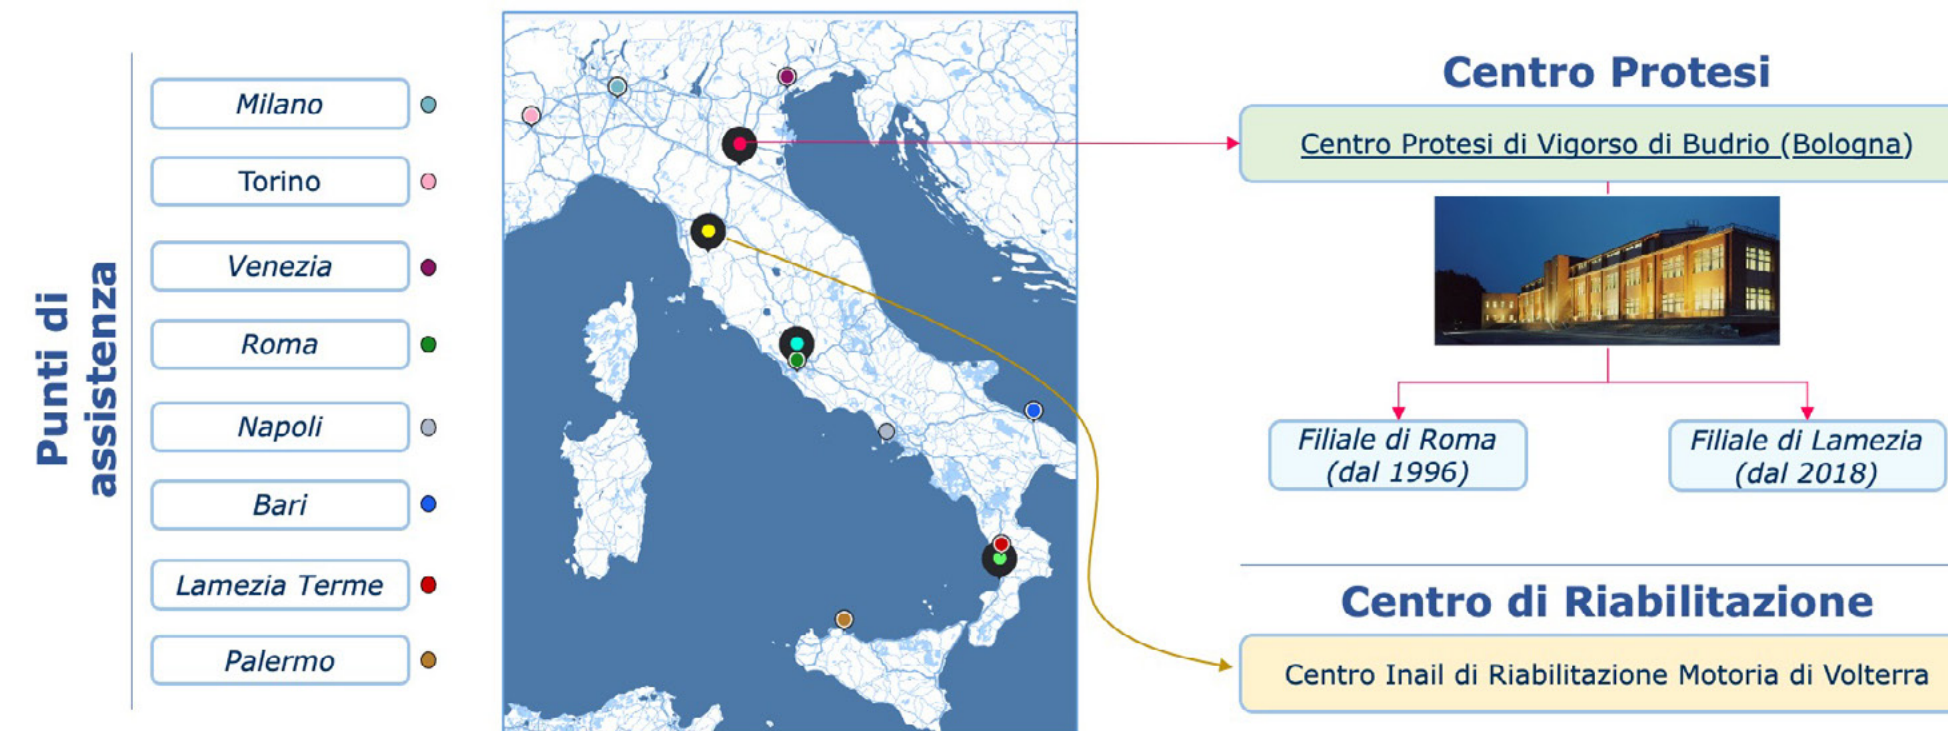 Punti di
assistenza
Milano
Torino
Venezia
Roma
Napoli
Bari
Lamezia Terme
Palermo
Centro Protesi
Centro Protesi di Vigorso di Budrio (Bologna)
Filiale di Roma
(dal 1996)
Filiale di Lamezia
(dal 2018)
Centro di Riabilitazione
Centro Inail di Riabilitazione Motoria di Volterra